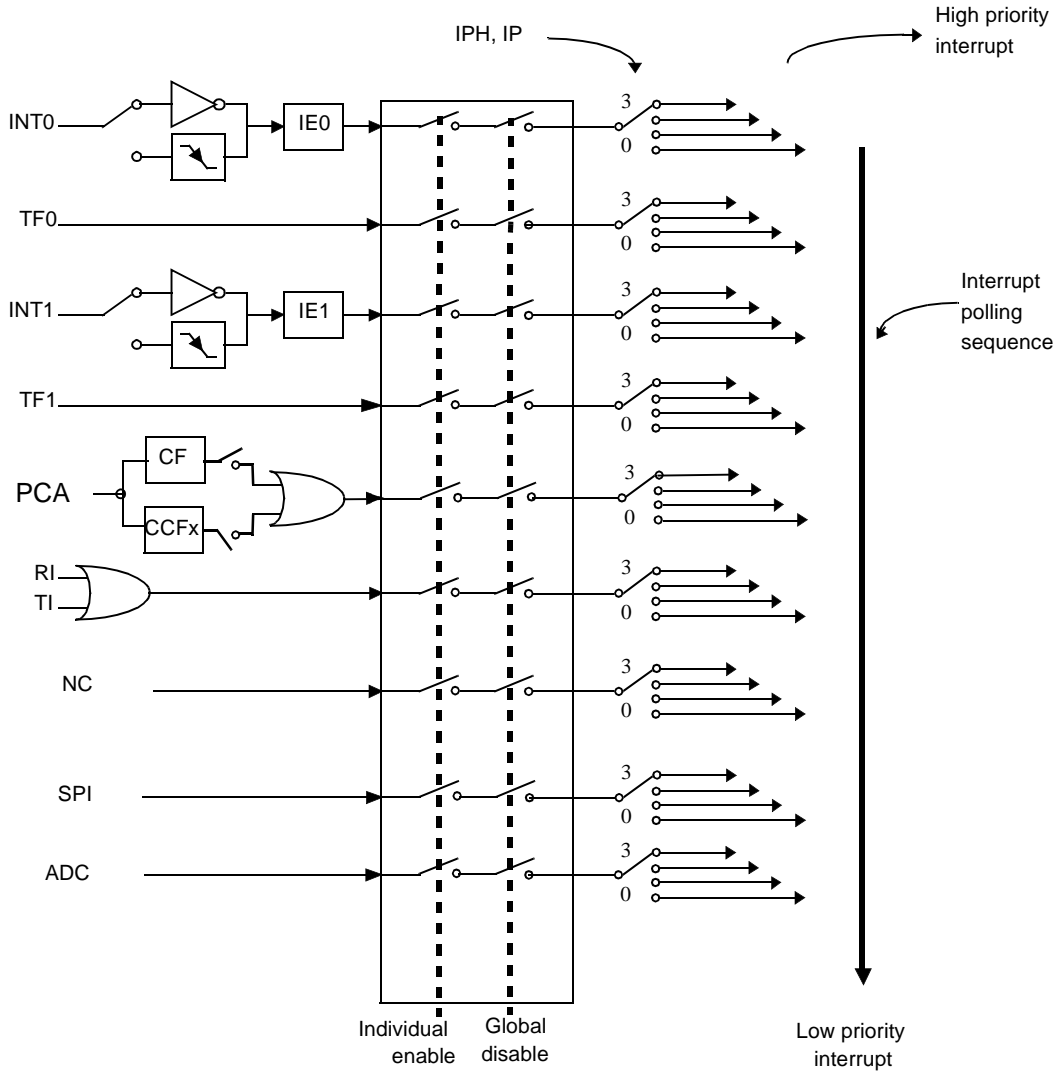 High priority
interrupt
IPH, IP
INT0
IE0
3
0
TF0
3
0
INT1
IE1
3
0
Interrupt
polling
sequence
TF1
3
0
CF
PCA
CCFx
3
0
RI
TI
3
0
NC
3
0
SPI
3
0
ADC
3
0
Individual
enable
Global
disable
Low priority
interrupt